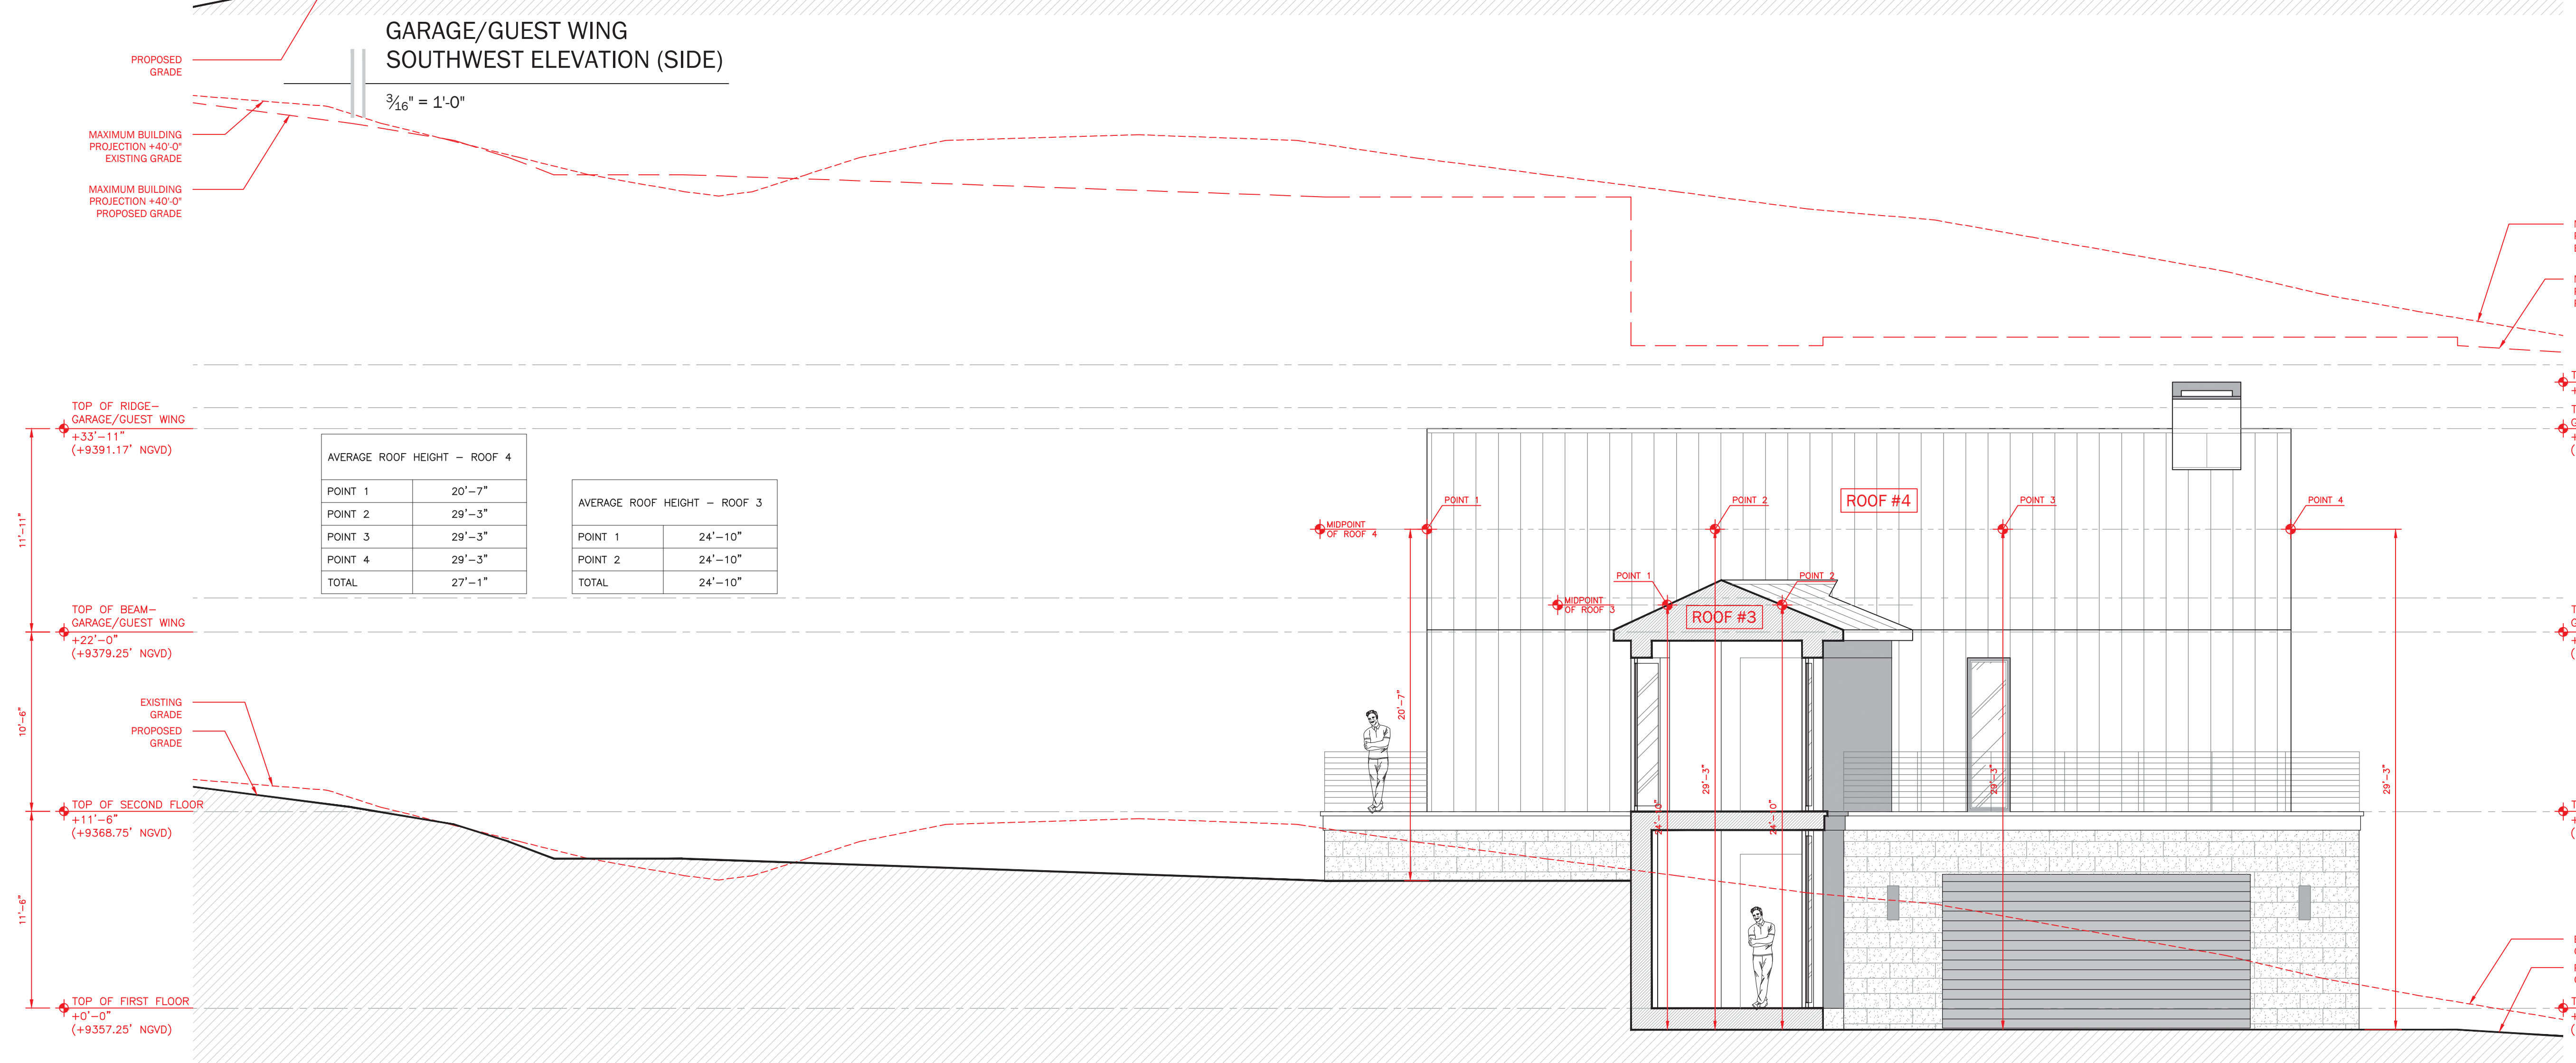 GARAGE/GUEST WING
SOUTHWEST ELEVATION (SIDE)
3/16" = 1'-0"
PROPOSED
GRADE
MAXIMUM BUILDING
PROJECTION +40'-0"
EXISTING GRADE
MAXIMUM BUILDING
PROJECTION +40'-0"
PROPOSED GRADE
TOP OF RIDGE-
GARAGE/GUEST WING
+33'-11"
(+9391.17' NGVD)
11'-11"
TOP OF BEAM-
GARAGE/GUEST WING
+22'-0"
(+9379.25' NGVD)
10'-6"
EXISTING
GRADE
PROPOSED
GRADE
TOP OF SECOND FLOOR
+11'-6"
(+9368.75' NGVD)
11'-6"
TOP OF FIRST FLOOR
+0'-0"
(+9357.25' NGVD)
AVERAGE ROOF HEIGHT - ROOF 4
POINT 1 20'-7"
POINT 2 29'-3"
POINT 3 29'-3"
POINT 4 29'-3"
TOTAL 27'-1"
AVERAGE ROOF HEIGHT - ROOF 3
POINT 1 24'-10"
POINT 2 24'-10"
TOTAL 24'-10"
MIDPOINT
OF ROOF 4
POINT 1
POINT 2
ROOF #4
POINT 3
POINT 4
MIDPOINT
OF ROOF 3
POINT 1
POINT 2
ROOF #3
20'-7"
24'-0"
29'-3"
24'-0"
29'-3"
29'-3"